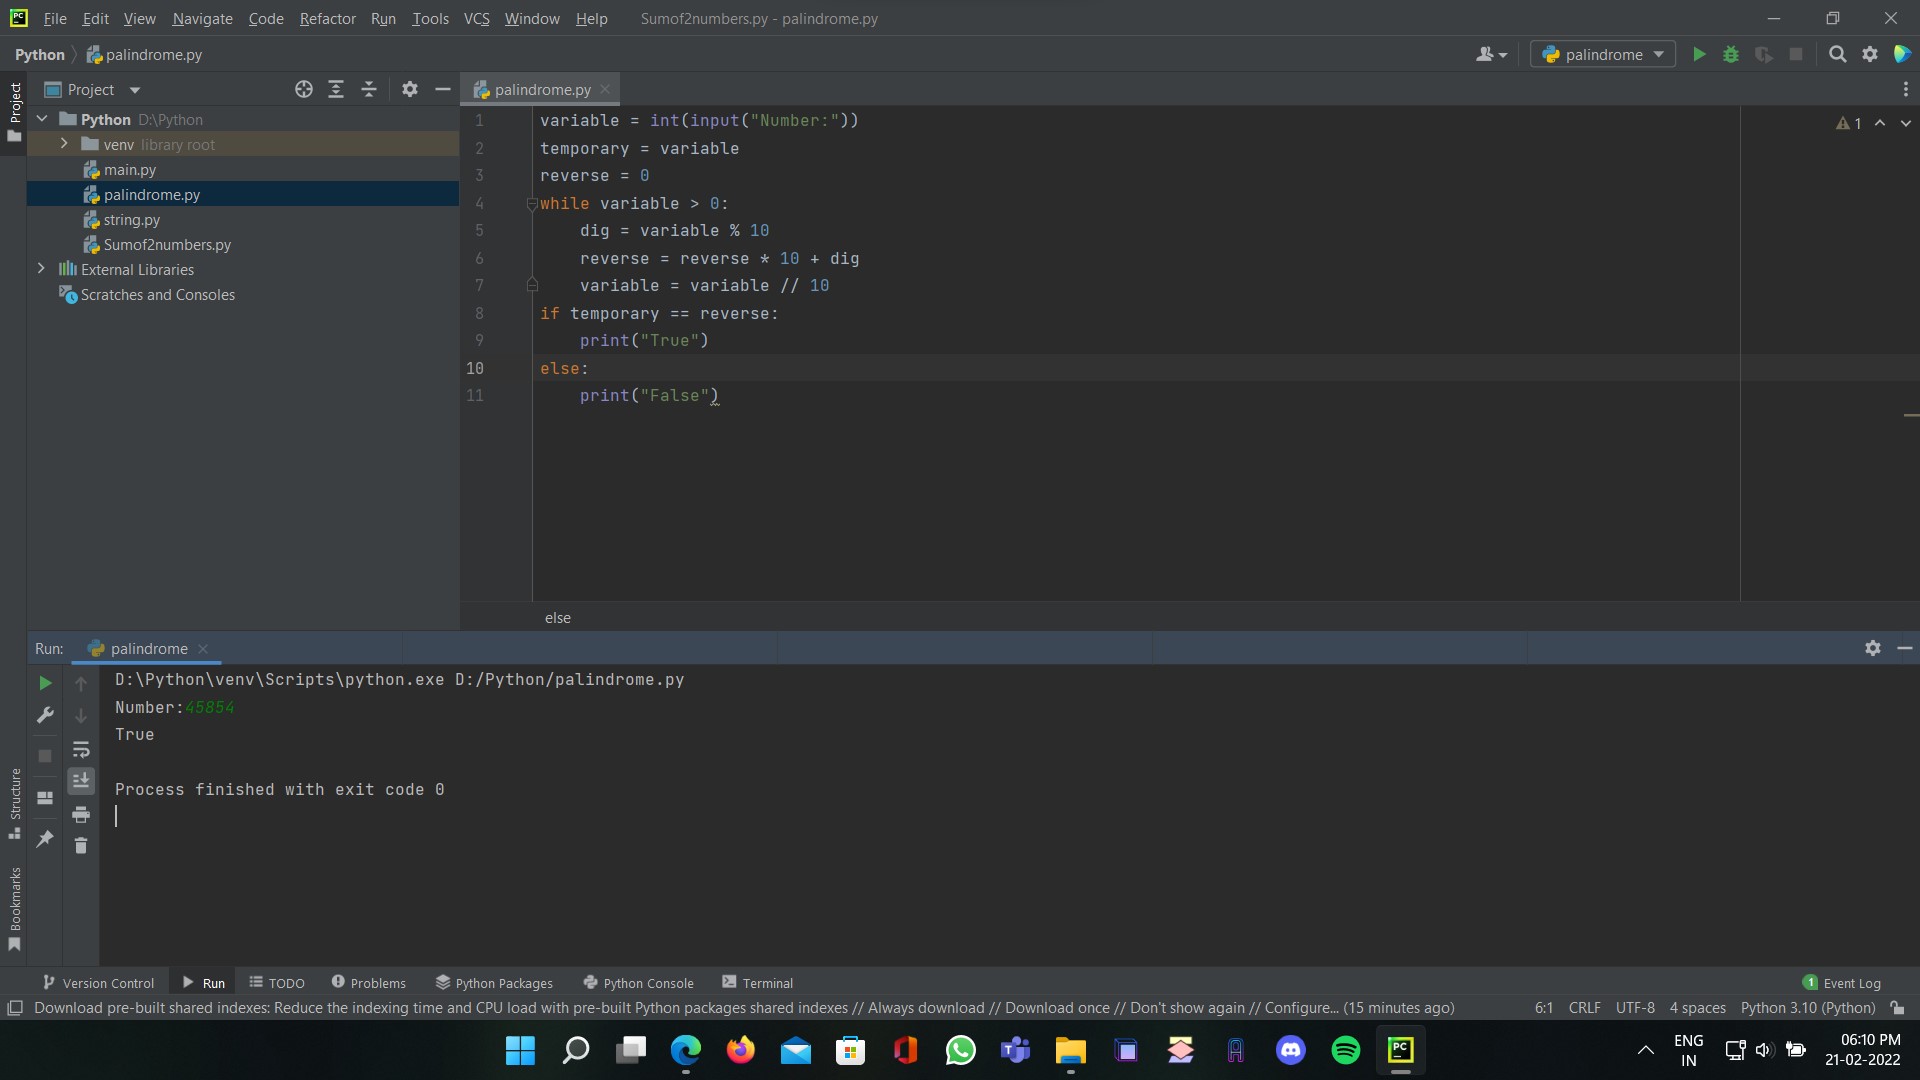 PC File Edit View Navigate Code Refactor Run Tools VCS Window Help Sumof2numbers.py - palindrome.py
Python palindrome.py palindrome
Project palindrome.py
Project
Python D:\Python
venv library root
main.py
palindrome.py
string.py
Sumof2numbers.py
External Libraries
Scratches and Consoles
1 variable = int(input("Number:"))
2 temporary = variable
3 reverse = 0
4 while variable > 0:
5 dig = variable % 10
6 reverse = reverse * 10 + dig
7 variable = variable // 10
8 if temporary == reverse:
9 print("True")
10 else:
11 print("False")
1
else
Run: palindrome
D:\Python\venv\Scripts\python.exe D:/Python/palindrome.py
Number:45854
True
Process finished with exit code 0
Structure
Bookmarks
Version Control Run TODO Problems Python Packages Python Console Terminal 1 Event Log
Download pre-built shared indexes: Reduce the indexing time and CPU load with pre-built Python packages shared indexes // Always download // Download once // Don't show again // Configure... (15 minutes ago) 6:1 CRLF UTF-8 4 spaces Python 3.10 (Python)
PC
ENG 06:10 PM
IN 21-02-2022